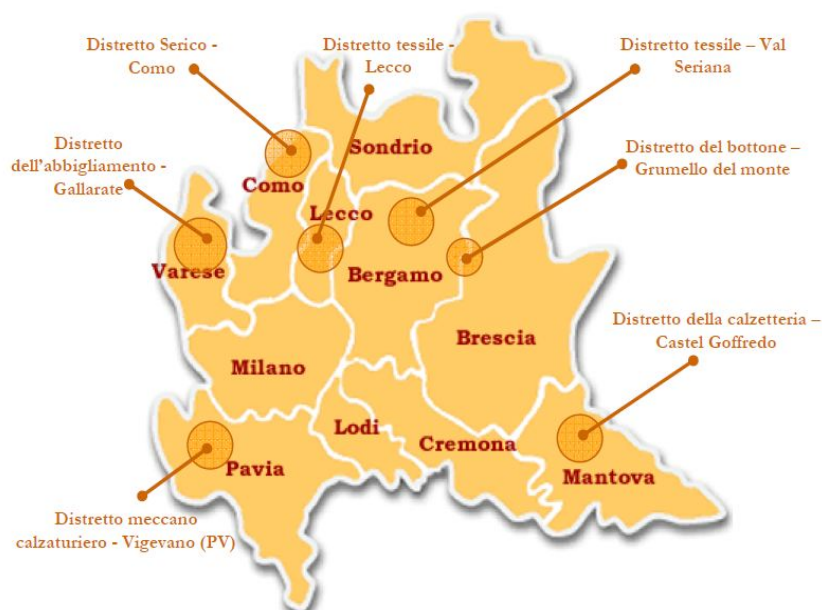 Distretto Serico -
Como
Distretto tessile -
Lecco
Distretto tessile – Val
Seriana
Distretto
dell'abbigliamento -
Gallarate
Distretto del bottone –
Grumello del monte
Sondrio
Como
Lecco
Varese
Bergamo
Distretto della calzetteria –
Castel Goffredo
Brescia
Milano
Lodi
Cremona
Pavia
Mantova
Distretto meccano
calzaturiero - Vigevano (PV)